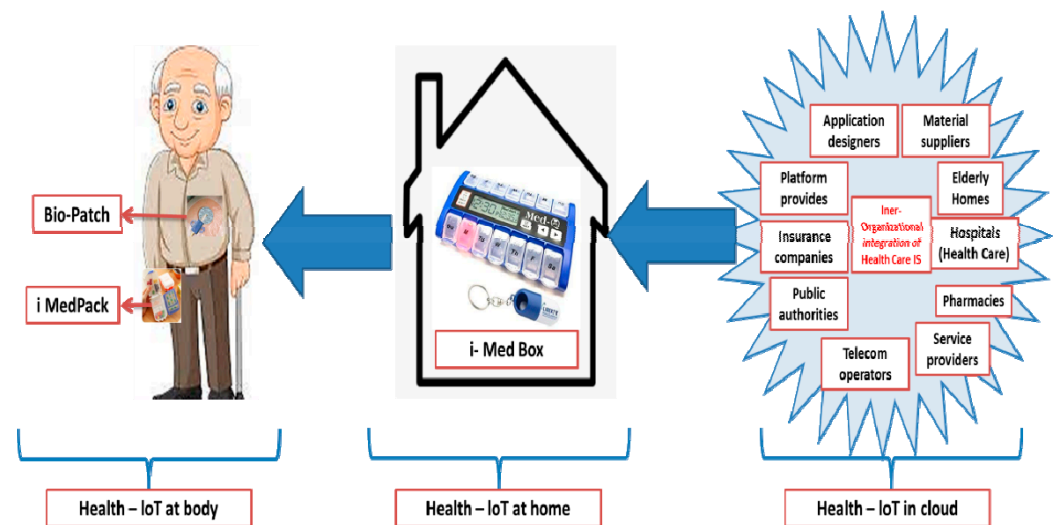 Bio-Patch
i MedPack
Med-
i- Med Box
Application
designers
Material
suppliers
Platform
provides
Elderly
Homes
Iner-
Organizational
integration of
Health Care IS
Insurance
companies
Hospitals
(Health Care)
Public
authorities
Pharmacies
Telecom
operators
Service
providers
Health – IoT at body
Health – IoT at home
Health – IoT in cloud